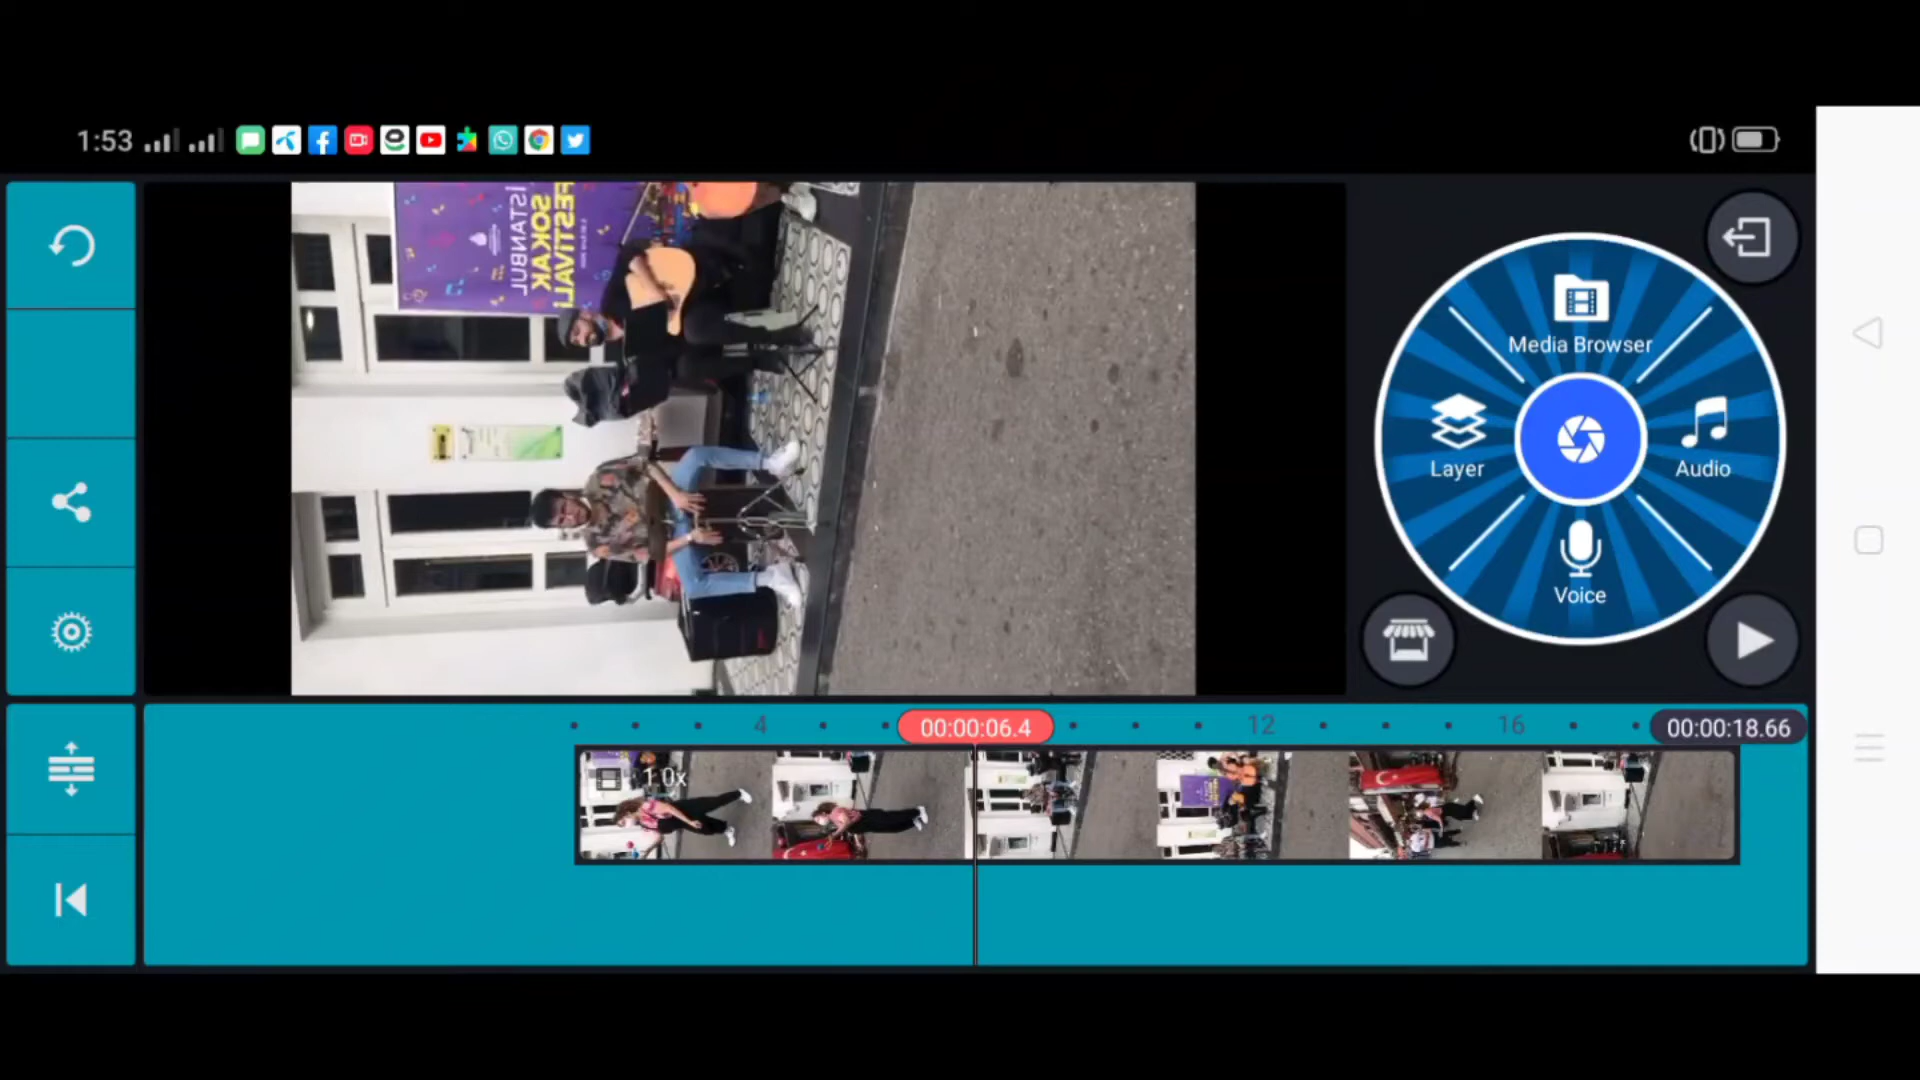 1:53
İSTANBUL
SOKAK
FESTİVALİ
Media Browser
Layer
Audio
Voice
4
00:00:06.4
12
16
00:00:18.66
1.0x